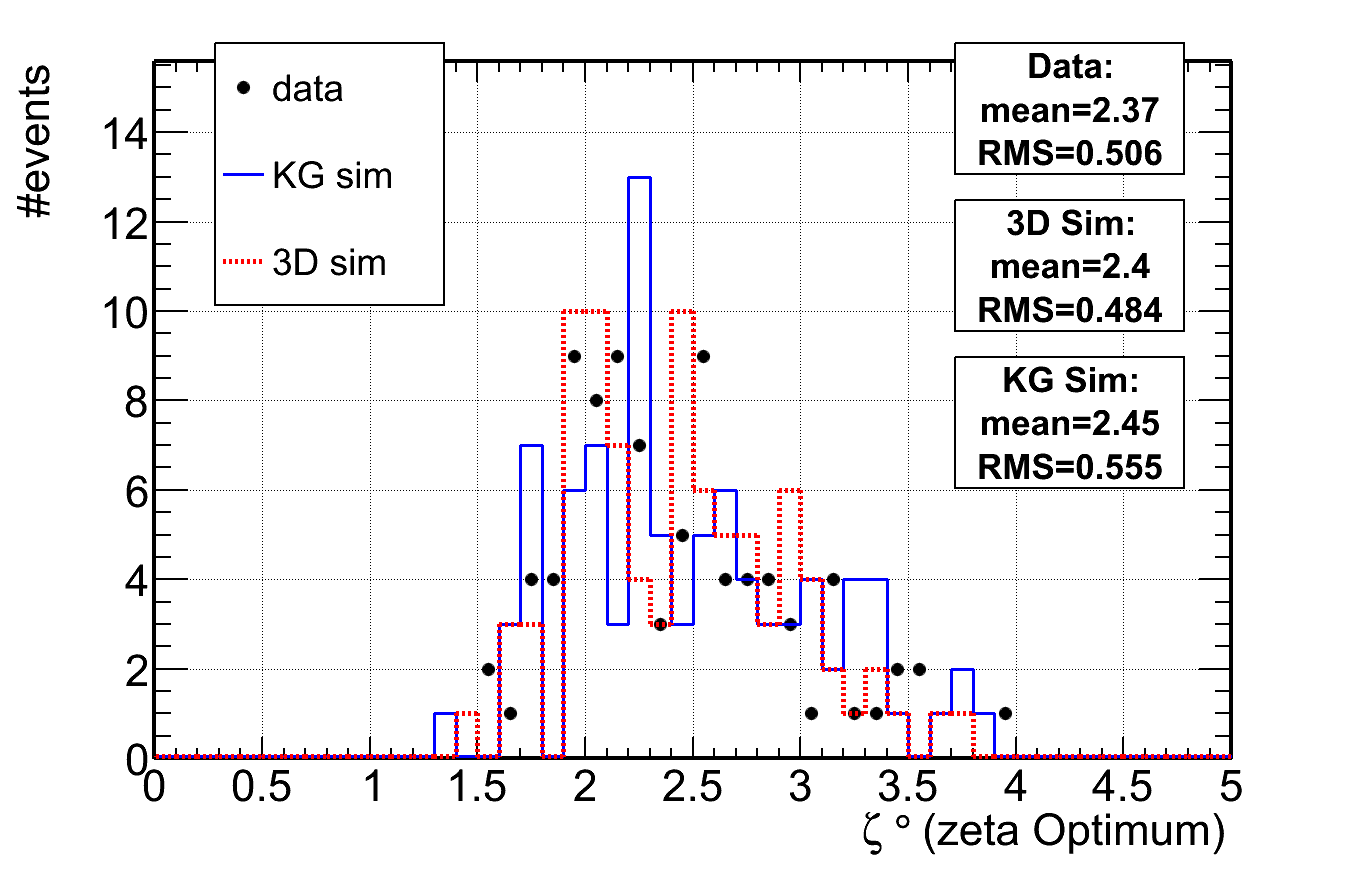 #events
data
KG sim
3D sim
Data:
mean=2.37
RMS=0.506
3D Sim:
mean=2.4
RMS=0.484
KG Sim:
mean=2.45
RMS=0.555
14
12
10
8
6
4
2
0
0 0.5 1 1.5 2 2.5 3 3.5 4 4.5 5
ζ ° (zeta Optimum)